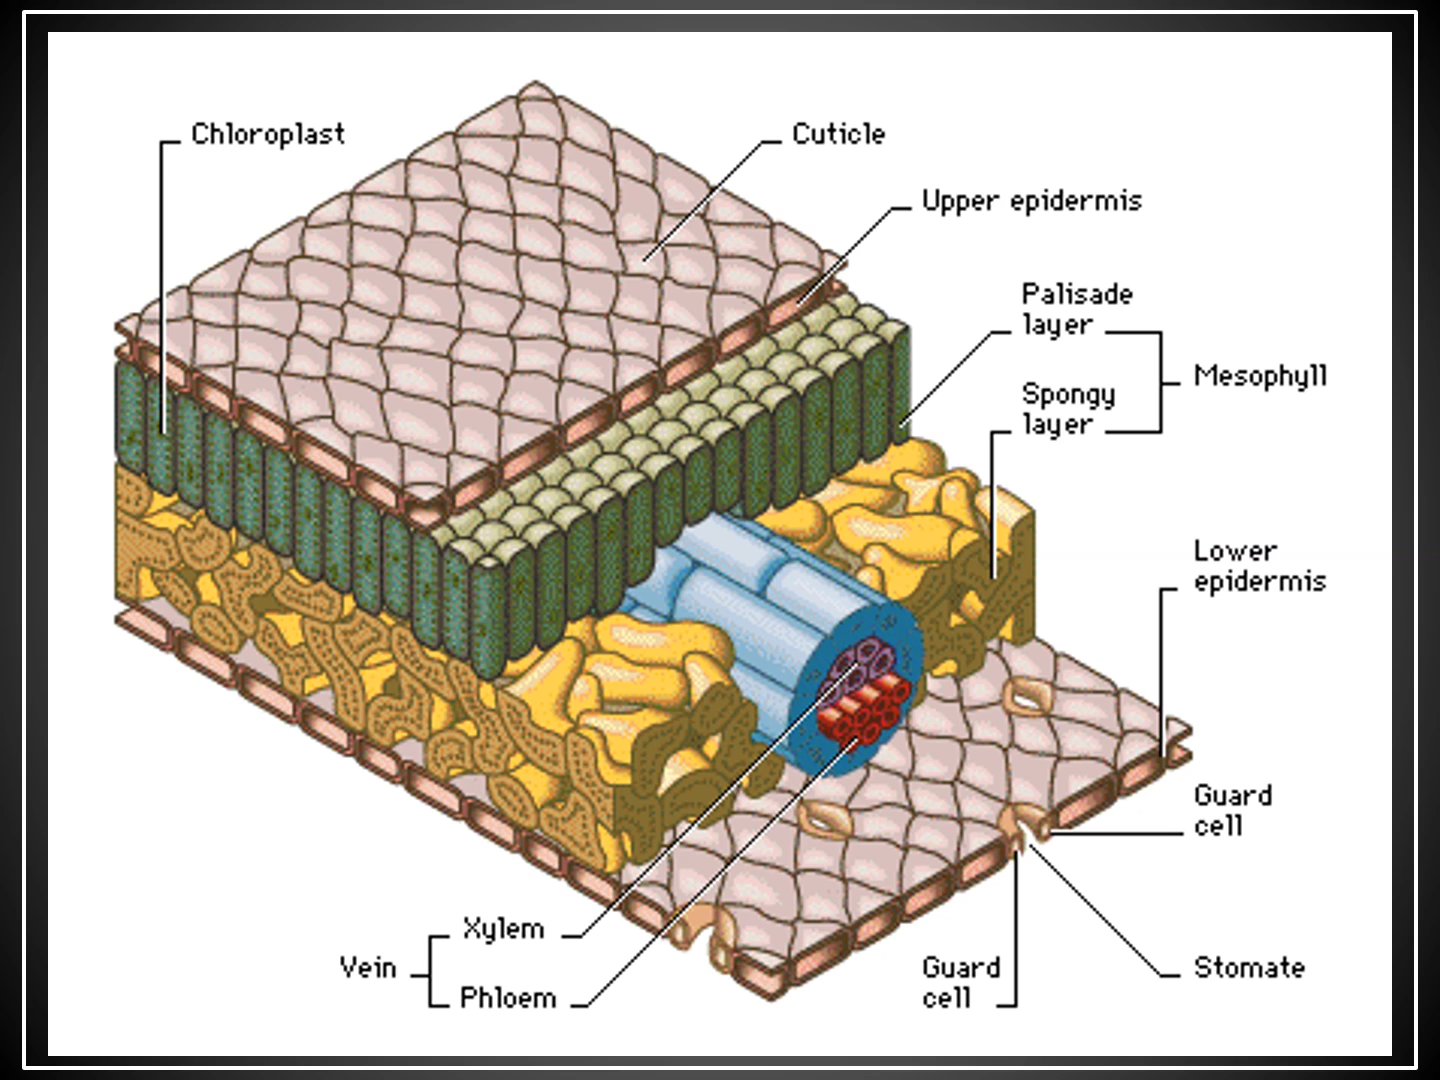 Chloroplast
Cuticle
Upper epidermis
Palisade
layer
Mesophyll
Spongy
layer
Lower
epidermis
Guard
cell
Xylem
Vein
Phloem
Guard
cell
Stomate